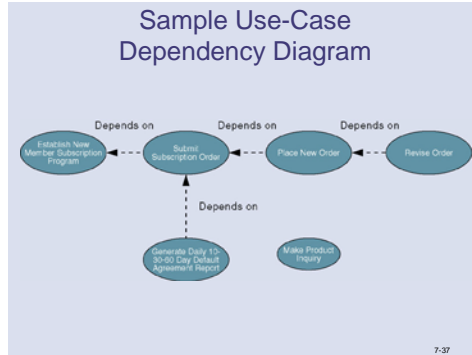 Sample Use-Case
Dependency Diagram
Depends on
Depends on
Depends on
Establish New
Member Subscription
Program
Submit
Subscription Order
Place New Order
Revise Order
Depends on
Generate Daily 10-
30-60 Day Default
Agreement Report
Make Product
Inquiry
7-37